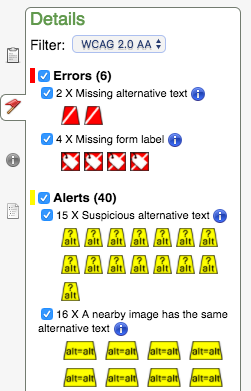 Details
Filter: WCAG 2.0 AA
Errors (6)
2 X Missing alternative text
4 X Missing form label
Alerts (40)
15 X Suspicious alternative text
? ? ? ? ? ? ?
alt alt alt alt alt alt alt
? ? ? ? ? ? ?
alt alt alt alt alt alt alt
?
alt
16 X A nearby image has the same
alternative text
alt=alt alt=alt alt=alt alt=alt
alt=alt alt=alt alt=alt alt=alt